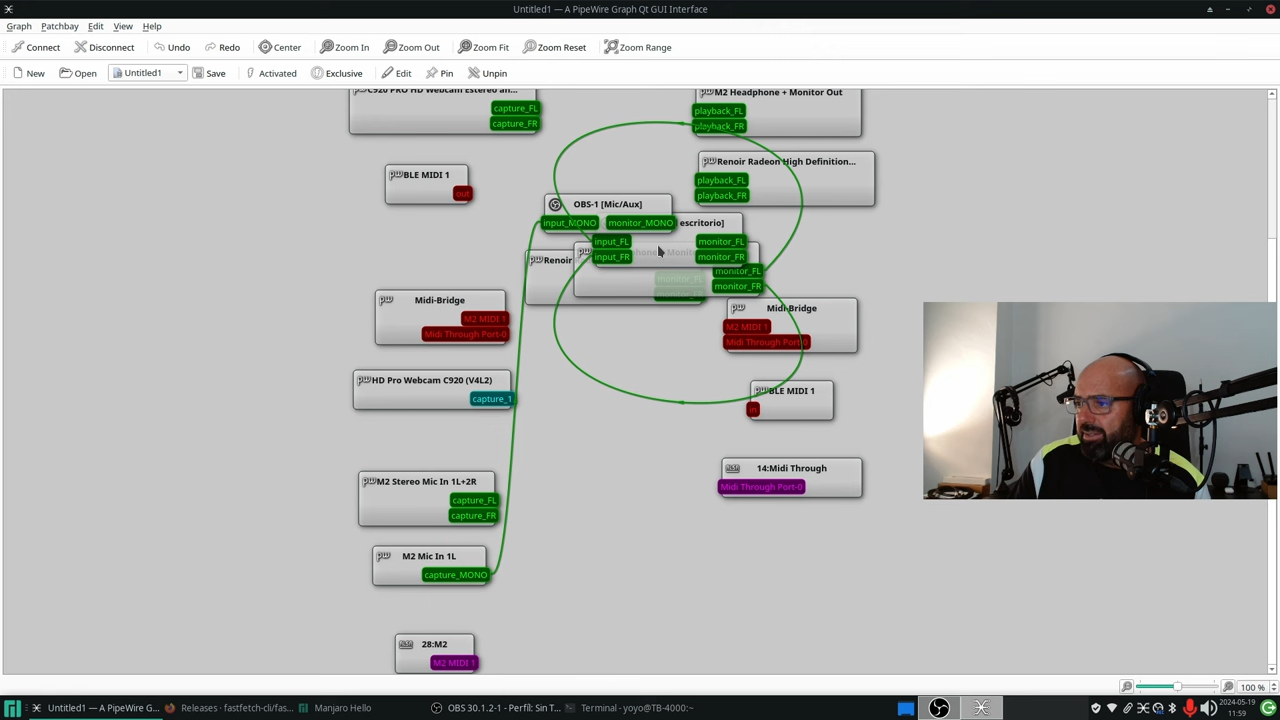 Untitled1 — A PipeWire Graph Qt GUI Interface
Graph Patchbay Edit View Help
Connect Disconnect Undo Redo Center Zoom In Zoom Out Zoom Fit Zoom Reset Zoom Range
New Open Untitled1 Save Activated Exclusive Edit Pin Unpin
C920 PRO HD Webcam Estéreo an...
capture_FL
capture_FR
M2 Headphone + Monitor Out
playback_FL
playback_FR
BLE MIDI 1
out
Renoir Radeon High Definition...
playback_FL
playback_FR
OBS-1 [Mic/Aux]
input_MONO monitor_MONO
escritorio]
input_FL monitor_FL
input_FR monitor_FR
Renoir
monitor_FL
monitor_FL
monitor_FR
Midi-Bridge
M2 MIDI 1
Midi Through Port-0
Midi-Bridge
M2 MIDI 1
Midi Through Port-0
HD Pro Webcam C920 (V4L2)
capture_1
BLE MIDI 1
in
M2 Stereo Mic In 1L+2R
capture_FL
capture_FR
14:Midi Through
Midi Through Port-0
M2 Mic In 1L
capture_MONO
28:M2
M2 MIDI 1
100 %
Untitled1 — A PipeWire G... Releases · fastfetch-cli/fas... Manjaro Hello OBS 30.1.2-1 - Perfil: Sin T... Terminal - yoyo@TB-4000:~
2024-05-19
11:59